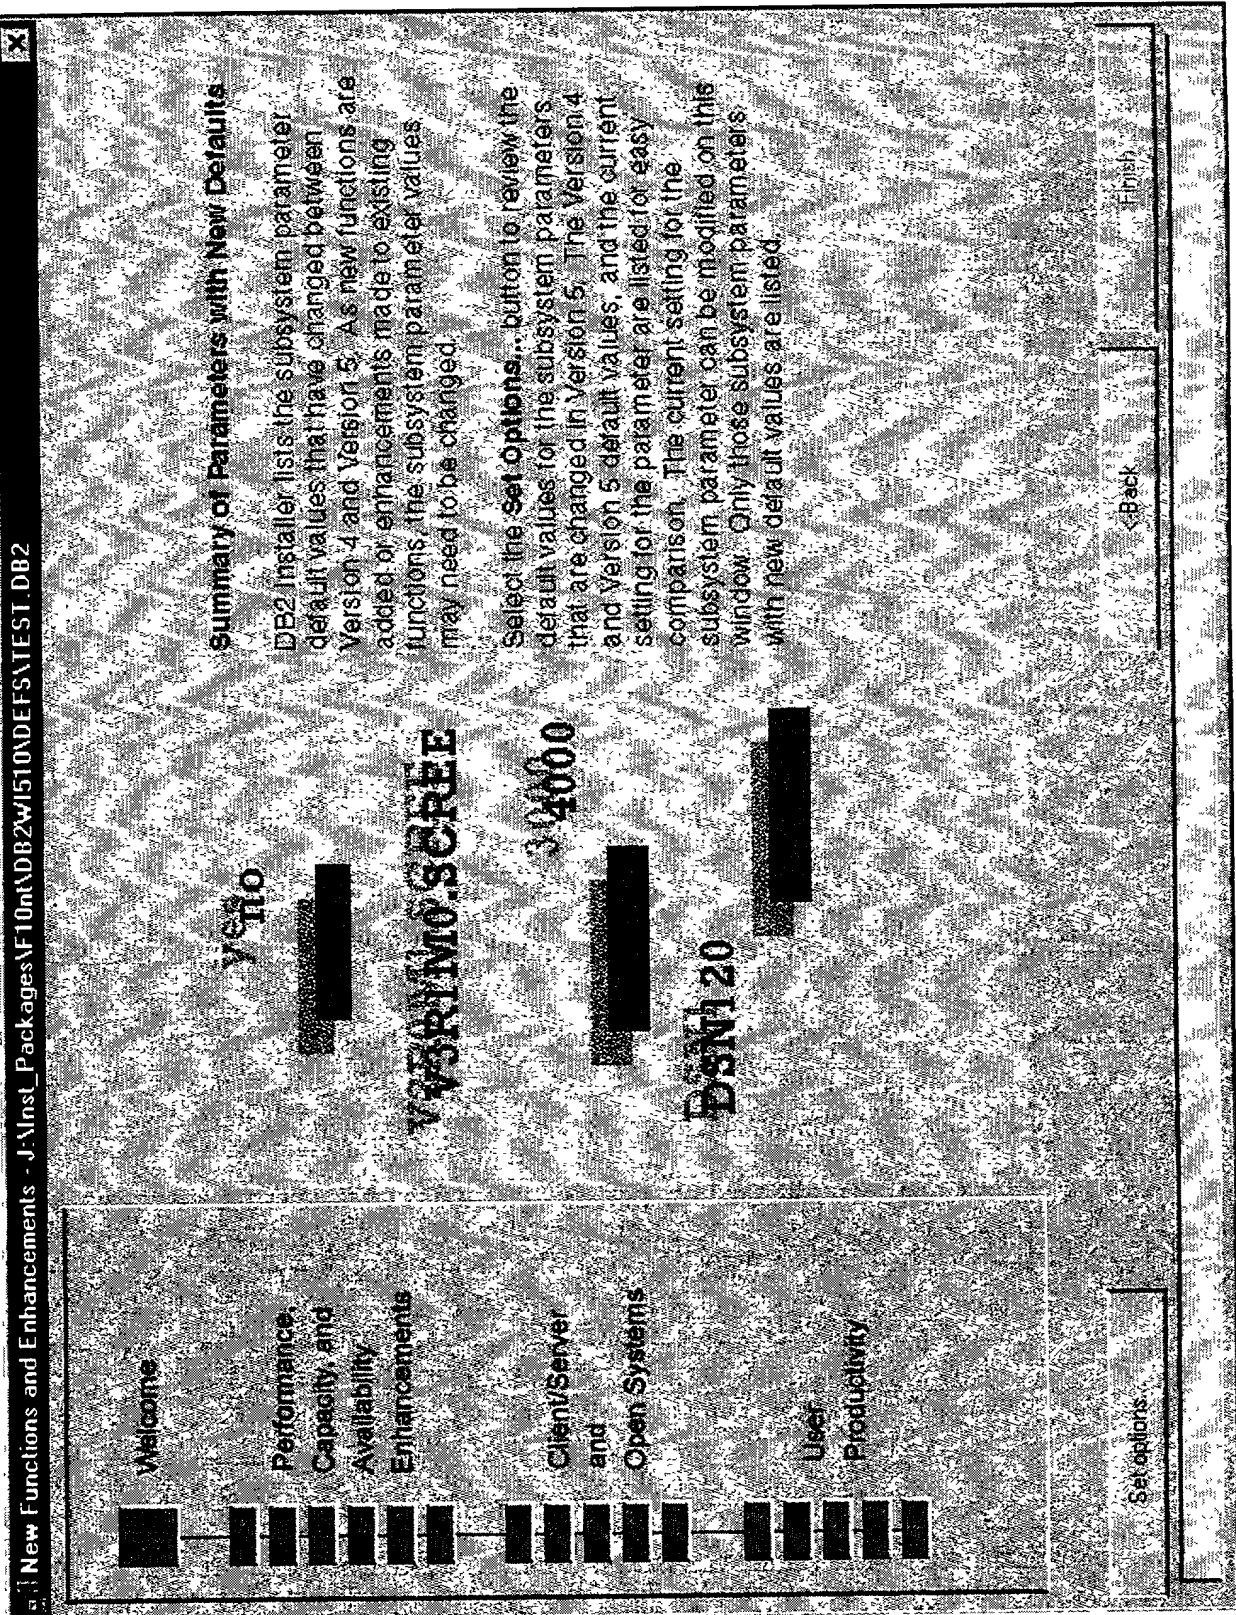 New Functions and Enhancements - J:\Inst_Packages\F10nt\DB2WI510\DEFS\TEST.DB2
Welcome
Performance,
Capacity, and
Availability
Enhancements
Client/Server
and
Open Systems
User
Productivity
yes
no
V3R1M0.SCREE
3000
4000
DSN120
Summary of Parameters with New Defaults
DB2 Installer lists the subsystem parameter
default values that have changed between
Version 4 and Version 5. As new functions are
added or enhancements made to existing
functions, the subsystem parameter values
may need to be changed.
Select the Set options... button to review the
default values for the subsystem parameters
that are changed in Version 5. The Version 4
and Version 5 default values, and the current
setting for the parameter are listed for easy
comparison. The current setting for the
subsystem parameter can be modified on this
window. Only those subsystem parameters
with new default values are listed.
Set options...
<Back
Finish